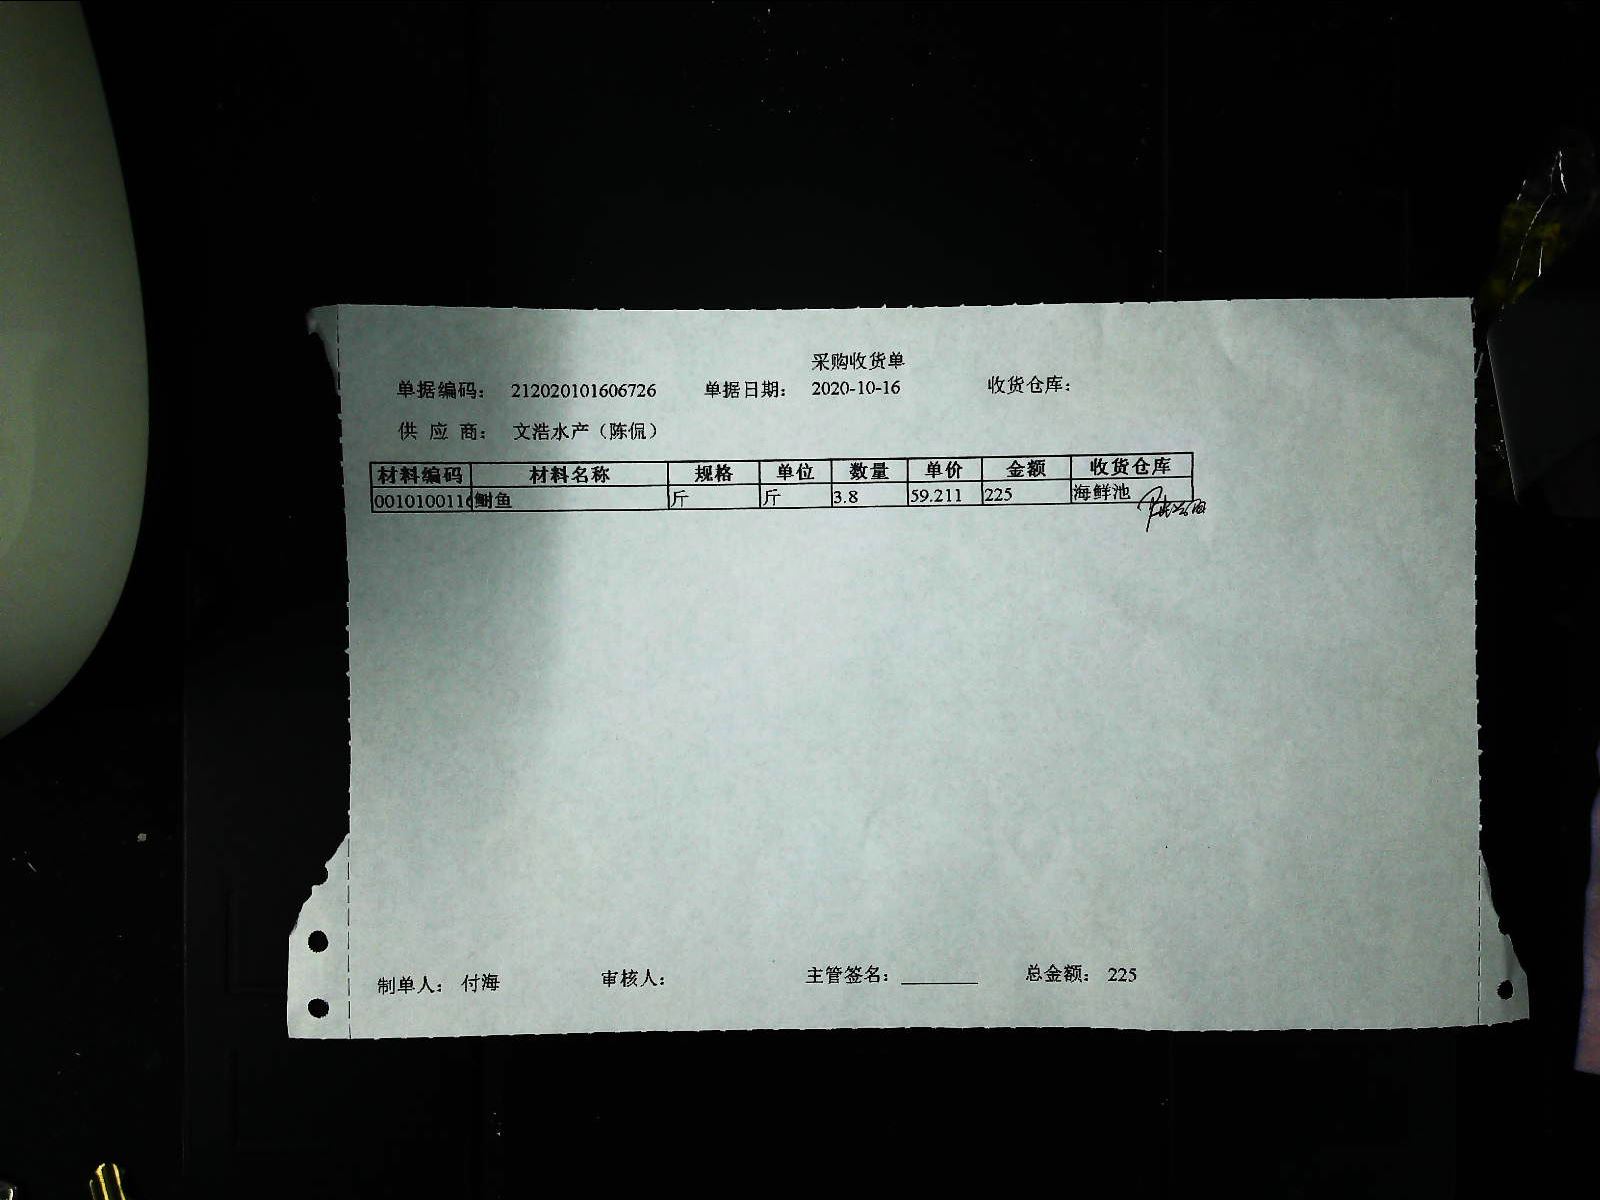 采购收货单
单据编码: 212020101606726 单据日期: 2020-10-16 收货仓库:
供 应 商: 文浩水产（陈侃）
材料编码 材料名称 规格 单位 数量 单价 金额 收货仓库
0010100116 鮰鱼 斤 斤 3.8 59.211 225 海鲜池
制单人: 付海 审核人: 主管签名: ________ 总金额: 225